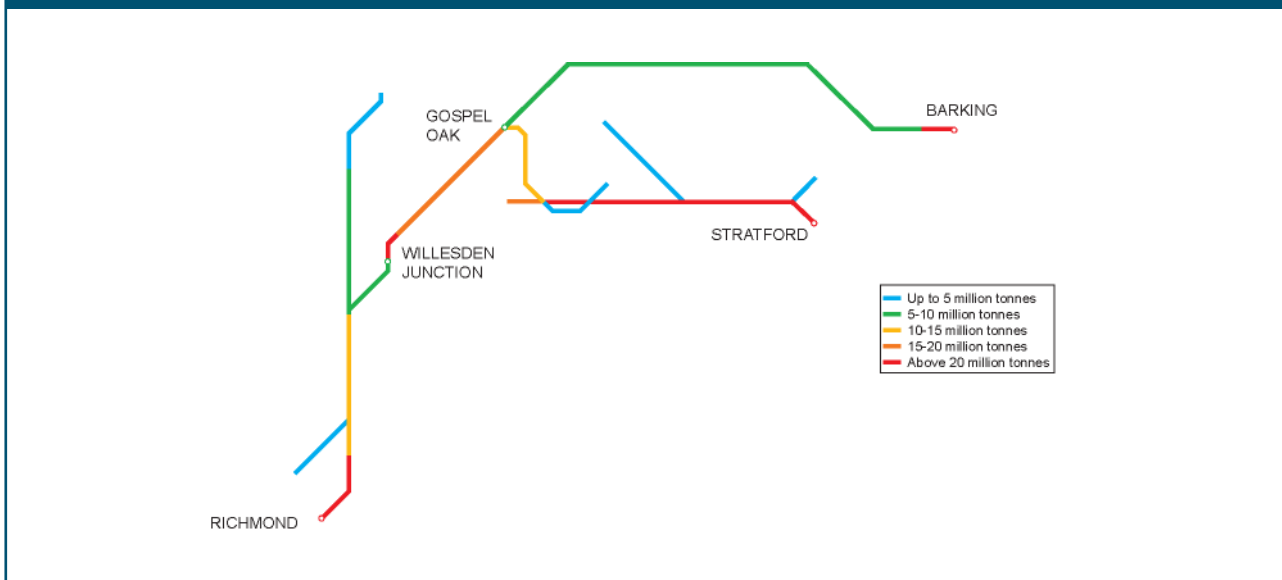 GOSPEL
OAK
BARKING
STRATFORD
WILLESDEN
JUNCTION
Up to 5 million tonnes
5-10 million tonnes
10-15 million tonnes
15-20 million tonnes
Above 20 million tonnes
RICHMOND